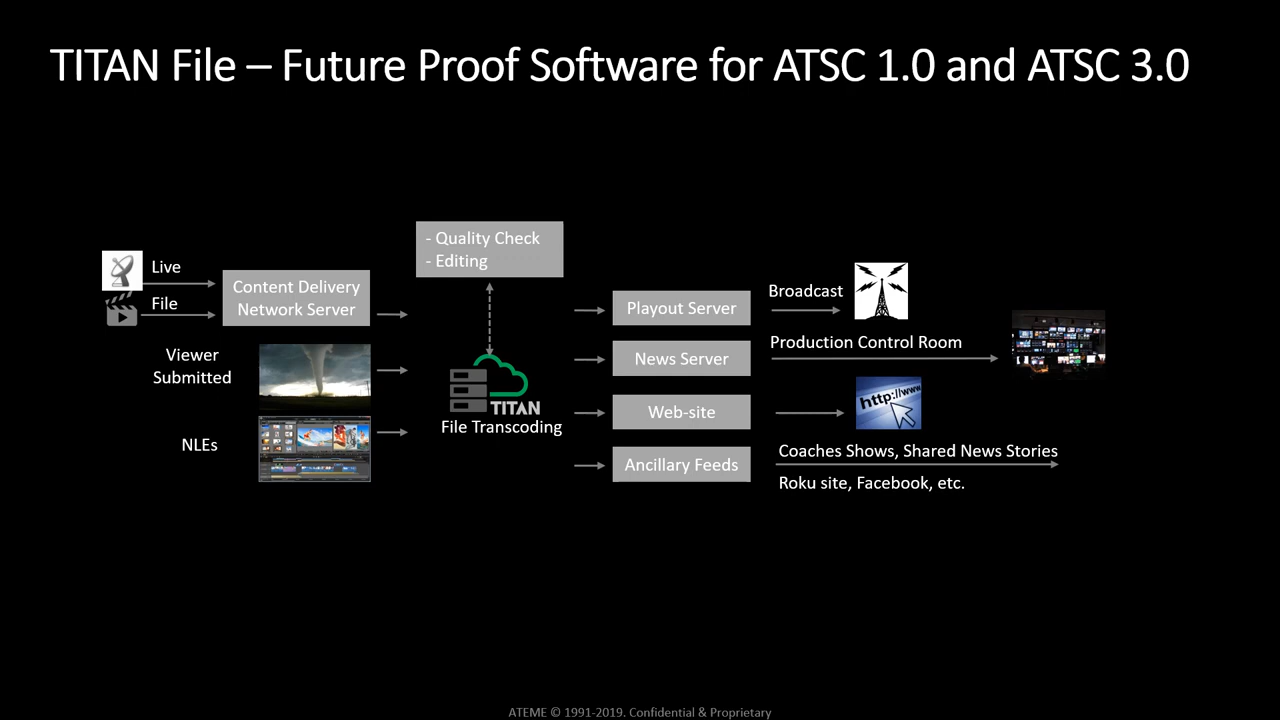 TITAN File – Future Proof Software for ATSC 1.0 and ATSC 3.0
- Quality Check
- Editing
Live
File
Content Delivery
Network Server
Viewer
Submitted
NLEs
TITAN
File Transcoding
Playout Server
News Server
Web-site
Ancillary Feeds
Broadcast
Production Control Room
http://www
Coaches Shows, Shared News Stories
Roku site, Facebook, etc.
ATEME © 1991-2019. Confidential & Proprietary